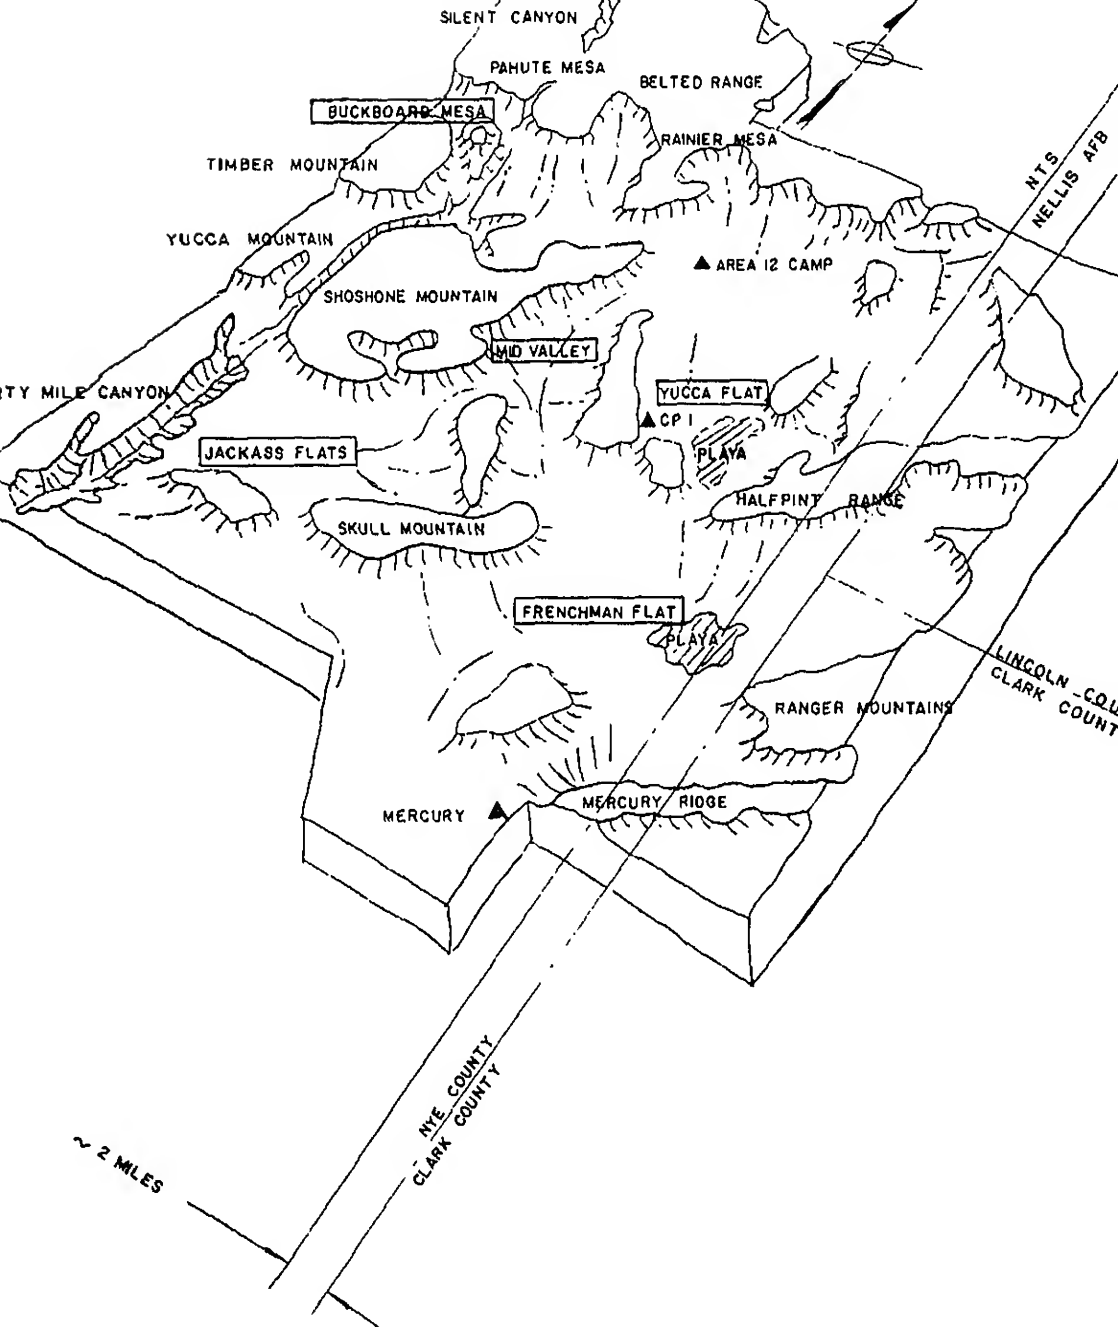 SILENT CANYON
PAHUTE MESA
BELTED RANGE
BUCKBOARD MESA
RAINIER MESA
TIMBER MOUNTAIN
NTS
NELLIS AFB
YUCCA MOUNTAIN
AREA 12 CAMP
SHOSHONE MOUNTAIN
MID VALLEY
RTY MILE CANYON
YUCCA FLAT
CP 1
JACKASS FLATS
PLAYA
HALFPINT RANGE
SKULL MOUNTAIN
FRENCHMAN FLAT
PLAYA
LINCOLN COU
CLARK COUNT
RANGER MOUNTAINS
MERCURY RIDGE
MERCURY
NYE COUNTY
CLARK COUNTY
~ 2 MILES